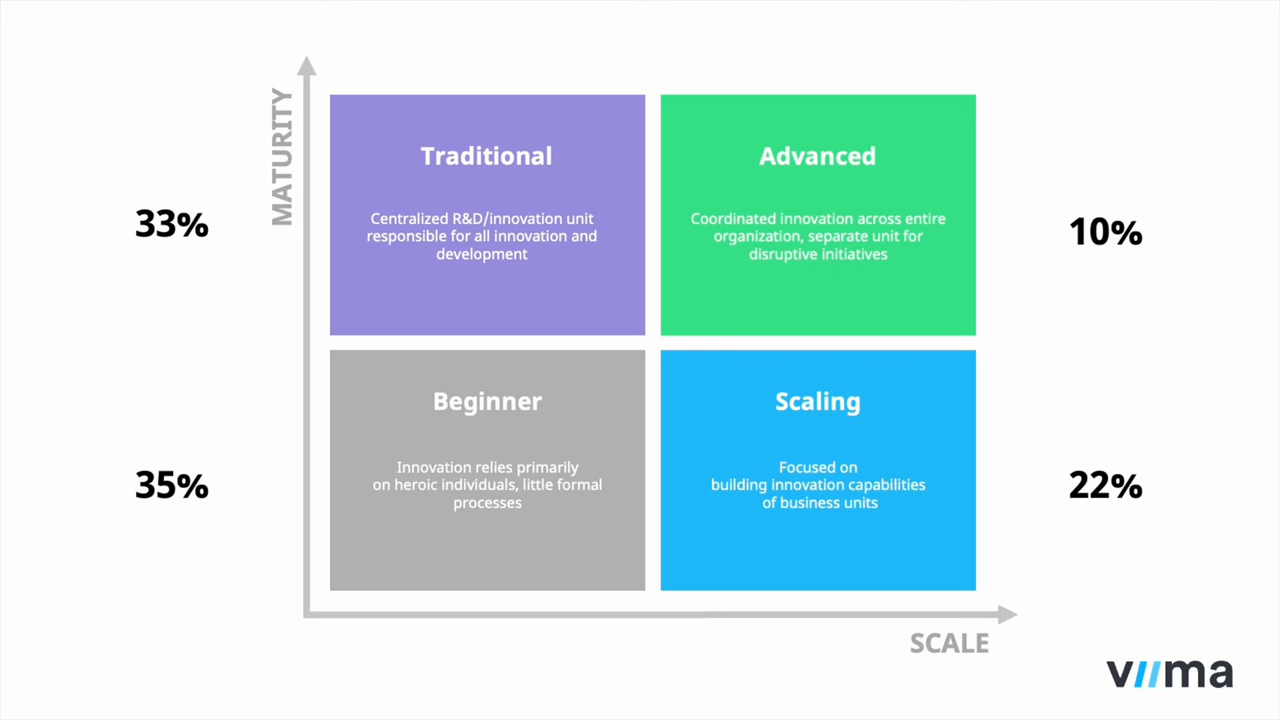 MATURITY
33%
Traditional
Centralized R&D/innovation unit
responsible for all innovation and
development
Advanced
Coordinated innovation across entire
organization, separate unit for
disruptive initiatives
10%
35%
Beginner
Innovation relies primarily
on heroic individuals, little formal
processes
Scaling
Focused on
building innovation capabilities
of business units
22%
SCALE
viima